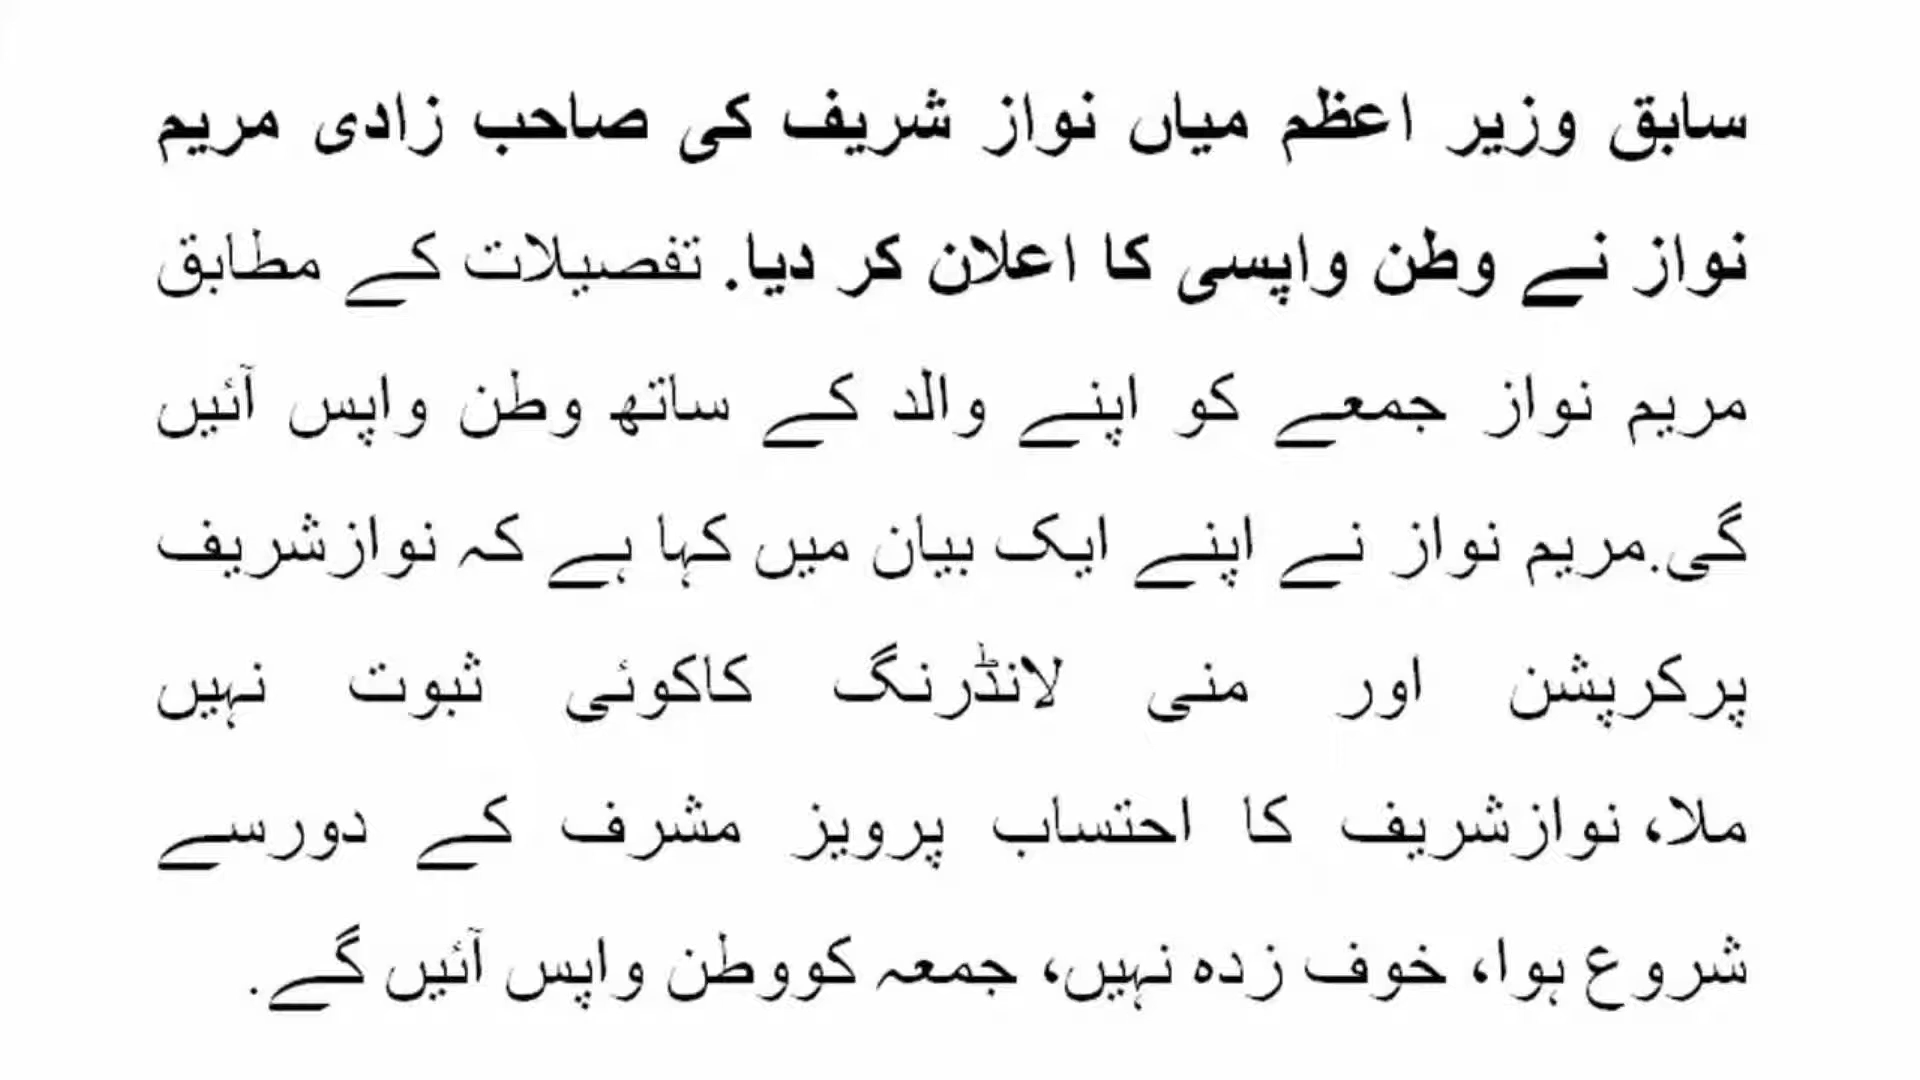 سابق وزیر اعظم میاں نواز شریف کی صاحب زادی مریم
نواز نے وطن واپسی کا اعلان کر دیا. تفصیلات کے مطابق
مریم نواز جمعے کو اپنے والد کے ساتھ وطن واپس آئیں
گی.مریم نواز نے اپنے ایک بیان میں کہا ہے کہ نوازشریف
پرکرپشن اور منی لانڈرنگ کاکوئی ثبوت نہیں
ملا، نوازشریف کا احتساب پرویز مشرف کے دورسے
شروع ہوا، خوف زدہ نہیں، جمعہ کووطن واپس آئیں گے.